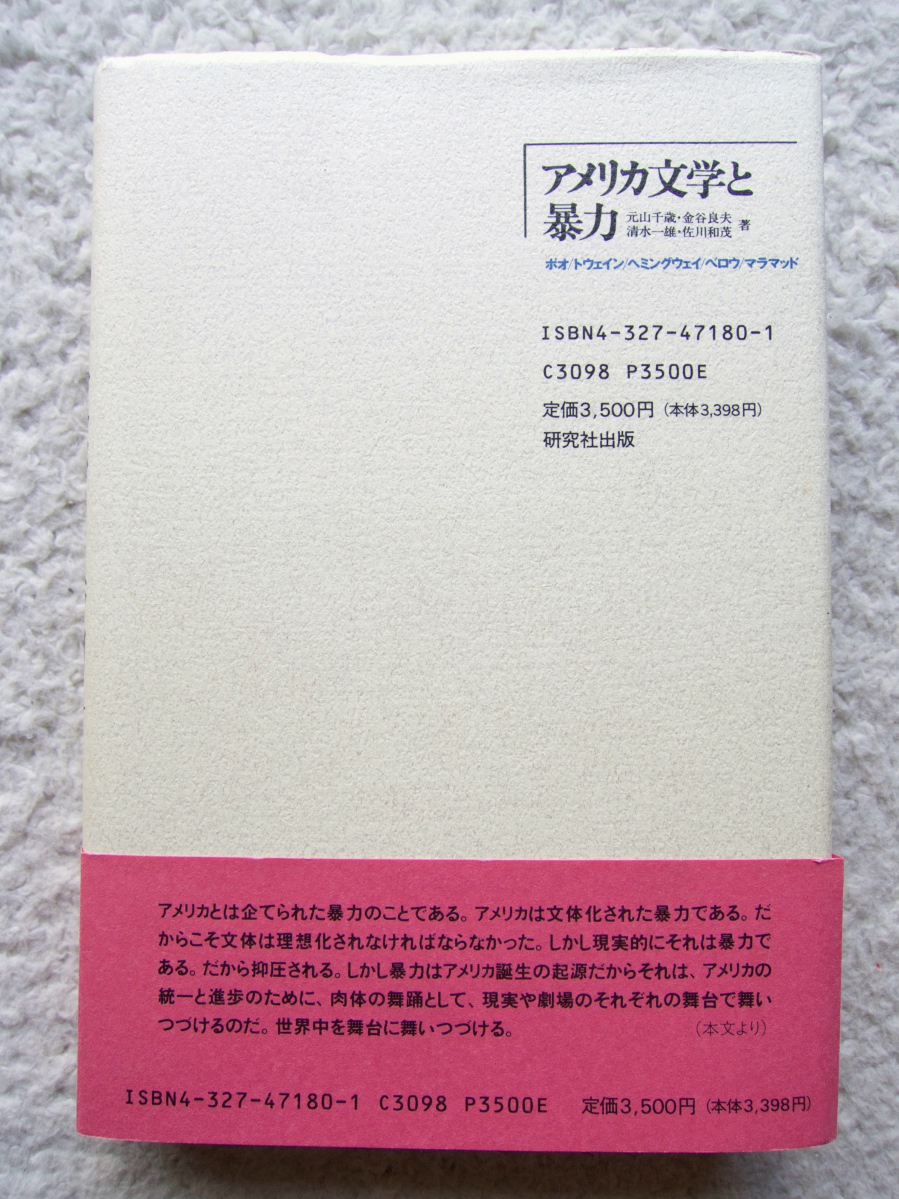 アメリカ文学と
暴力
元山千歳・金谷良夫
清水一雄・佐川和茂
著
ポオ/トウェイン/ヘミングウェイ/ベロウ/マラマッド
ISBN4-327-47180-1
C3098 P3500E
定価3,500円（本体3,398円）
研究社出版
アメリカとは企てられた暴力のことである。アメリカは文体化された暴力である。だ
からこそ文体は理想化されなければならなかった。しかし現実的にそれは暴力で
ある。だから抑圧される。しかし暴力はアメリカ誕生の起源だからそれは、アメリカの
統一と進歩のために、肉体の舞踊として、現実や劇場のそれぞれの舞台で舞い
つづけるのだ。世界中を舞台に舞いつづける。 （本文より）
ISBN4-327-47180-1 C3098 P3500E 定価3,500円（本体3,398円）